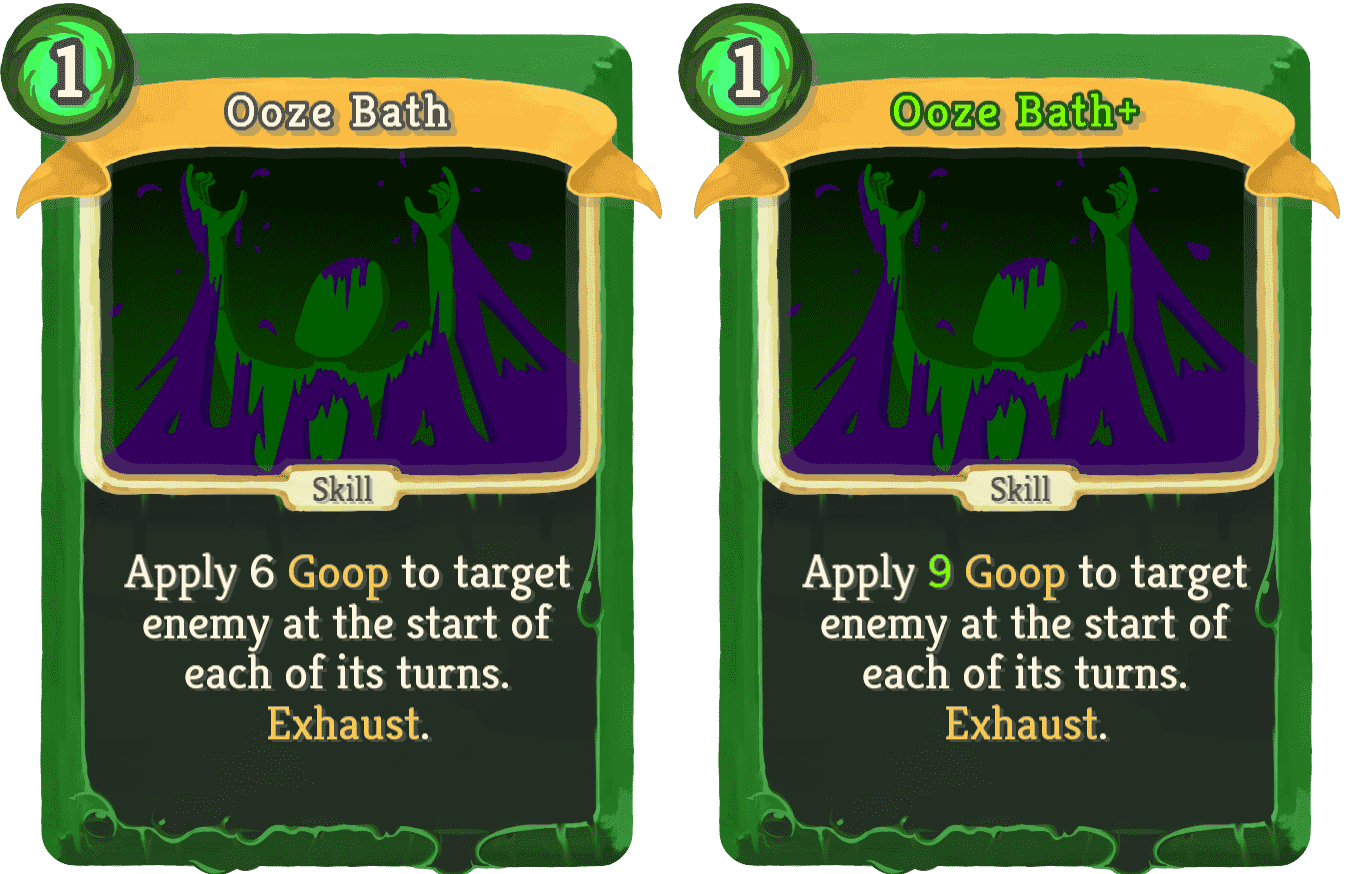 1
Ooze Bath
Skill
Apply 6 Goop to target
enemy at the start of
each of its turns.
Exhaust.
1
Ooze Bath+
Skill
Apply 9 Goop to target
enemy at the start of
each of its turns.
Exhaust.